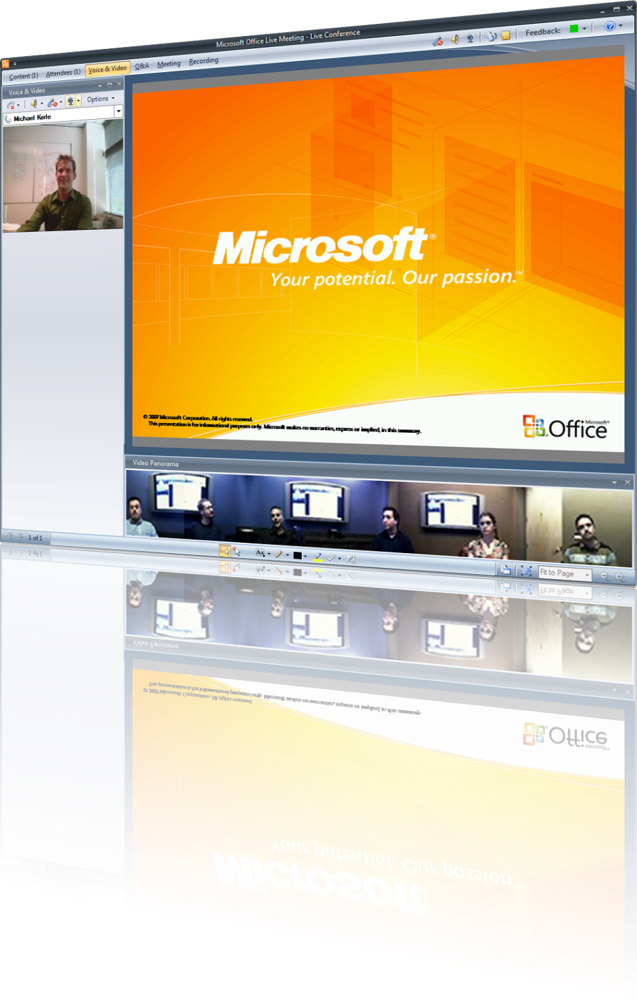 Microsoft Office Live Meeting - Live Conference
Content (1) Attendees (1) Voice & Video Q&A Meeting Recording Feedback:
Voice & Video
Options
Michael Kerle
Microsoft®
Your potential. Our passion.™
© 2007 Microsoft Corporation. All rights reserved.
This presentation is for informational purposes only. Microsoft makes no warranties, express or implied, in this summary.
Microsoft®
Office
Video Panorama
1 of 1
Aa
Fit to Page